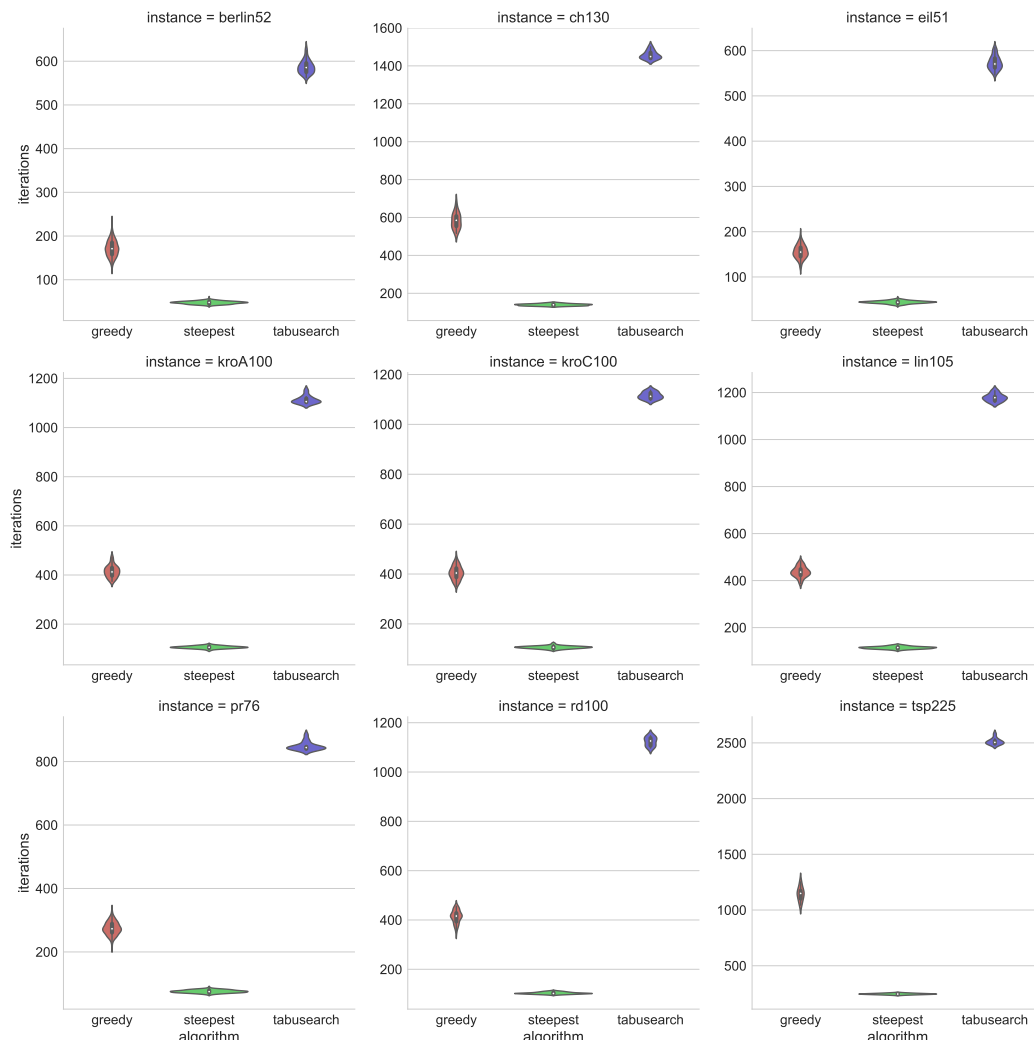 instance = berlin52
600
500
400
300
200
100
iterations
greedy steepest tabusearch
instance = ch130
1600
1400
1200
1000
800
600
400
200
greedy steepest tabusearch
instance = eil51
600
500
400
300
200
100
greedy steepest tabusearch
instance = kroA100
1200
1000
800
600
400
200
iterations
greedy steepest tabusearch
instance = kroC100
1200
1000
800
600
400
200
greedy steepest tabusearch
instance = lin105
1200
1000
800
600
400
200
greedy steepest tabusearch
instance = pr76
800
600
400
200
iterations
greedy steepest tabusearch
algorithm
instance = rd100
1200
1000
800
600
400
200
greedy steepest tabusearch
algorithm
instance = tsp225
2500
2000
1500
1000
500
greedy steepest tabusearch
algorithm